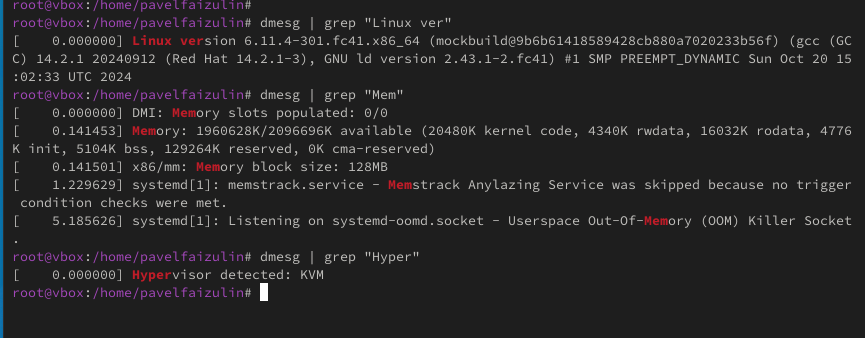 root@vbox:/home/pavelfaizulin#
root@vbox:/home/pavelfaizulin# dmesg | grep "Linux ver"
[    0.000000] Linux version 6.11.4-301.fc41.x86_64 (mockbuild@9b6b61418589428cb880a7020233b56f) (gcc (GC
C) 14.2.1 20240912 (Red Hat 14.2.1-3), GNU ld version 2.43.1-2.fc41) #1 SMP PREEMPT_DYNAMIC Sun Oct 20 15
:02:33 UTC 2024
root@vbox:/home/pavelfaizulin# dmesg | grep "Mem"
[    0.000000] DMI: Memory slots populated: 0/0
[    0.141453] Memory: 1960628K/2096696K available (20480K kernel code, 4340K rwdata, 16032K rodata, 4776
K init, 5104K bss, 129264K reserved, 0K cma-reserved)
[    0.141501] x86/mm: Memory block size: 128MB
[    1.229629] systemd[1]: memstrack.service - Memstrack Anylazing Service was skipped because no trigger
 condition checks were met.
[    5.185626] systemd[1]: Listening on systemd-oomd.socket - Userspace Out-Of-Memory (OOM) Killer Socket
.
root@vbox:/home/pavelfaizulin# dmesg | grep "Hyper"
[    0.000000] Hypervisor detected: KVM
root@vbox:/home/pavelfaizulin#